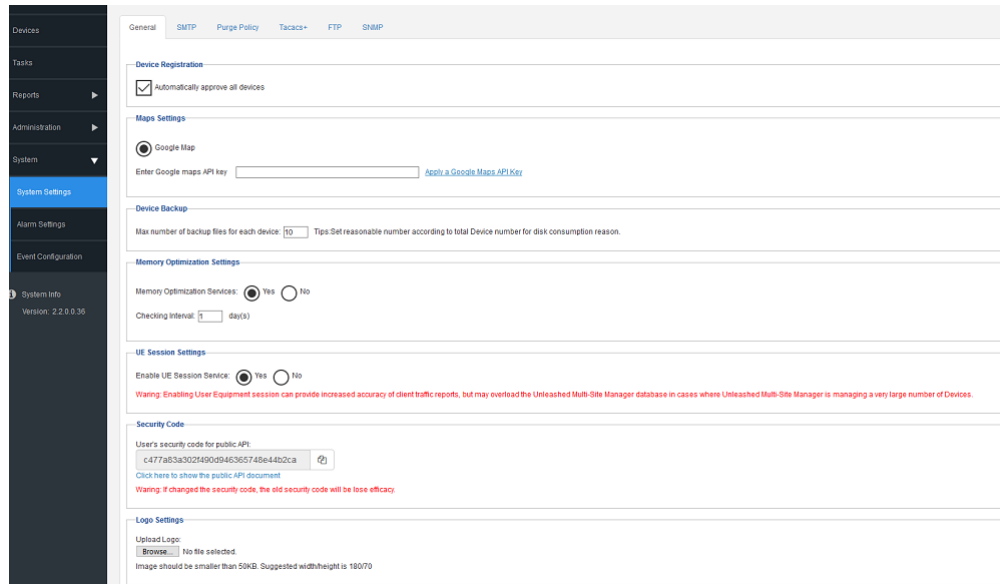 Devices
Tasks
Reports
Administration
System
System Settings
Alarm Settings
Event Configuration
System Info
Version: 2.2.0.0.36
General SMTP Purge Policy Tacacs+ FTP SNMP
Device Registration
Automatically approve all devices
Maps Settings
Google Map
Enter Google maps API key Apply a Google Maps API Key
Device Backup
Max number of backup files for each device: 10 Tips:Set reasonable number according to total Device number for disk consumption reason.
Memory Optimization Settings
Memory Optimization Services: Yes No
Checking Interval: 1 day(s)
UE Session Settings
Enable UE Session Service: Yes No
Waring: Enabling User Equipment session can provide increased accuracy of client traffic reports, but may overload the Unleashed Multi-Site Manager database in cases where Unleashed Multi-Site Manager is managing a very large number of Devices.
Security Code
User's security code for public API:
c477a83a302f490d946365748e44b2ca
Click here to show the public API document
Waring: If changed the security code, the old security code will be lose efficacy.
Logo Settings
Upload Logo:
Browse... No file selected.
Image should be smaller than 50KB. Suggested width/height is 180/70